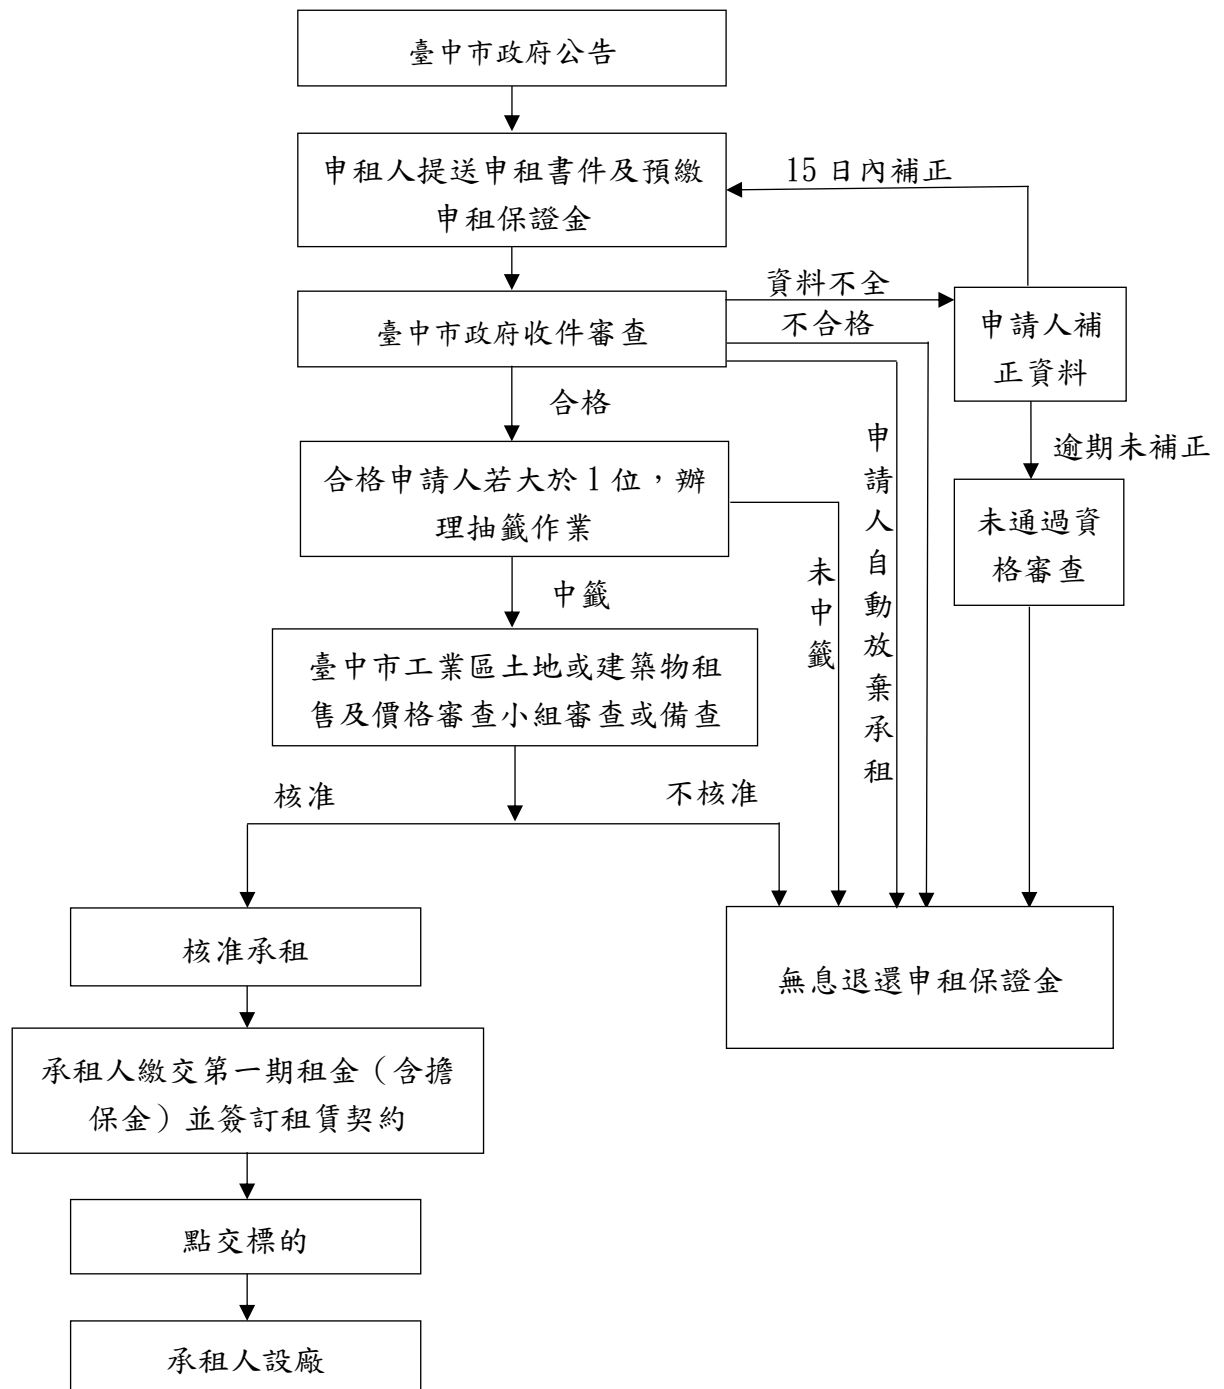 臺中市政府公告
申租人提送申租書件及預繳
申租保證金
15 日內補正
臺中市政府收件審查
資料不全
不合格
申請人補
正資料
合格
逾期未補正
合格申請人若大於 1 位，辦
理抽籤作業
申請人自動放棄承租
未通過資
格審查
未中籤
中籤
臺中市工業區土地或建築物租
售及價格審查小組審查或備查
核准
不核准
核准承租
無息退還申租保證金
承租人繳交第一期租金（含擔
保金）並簽訂租賃契約
點交標的
承租人設廠